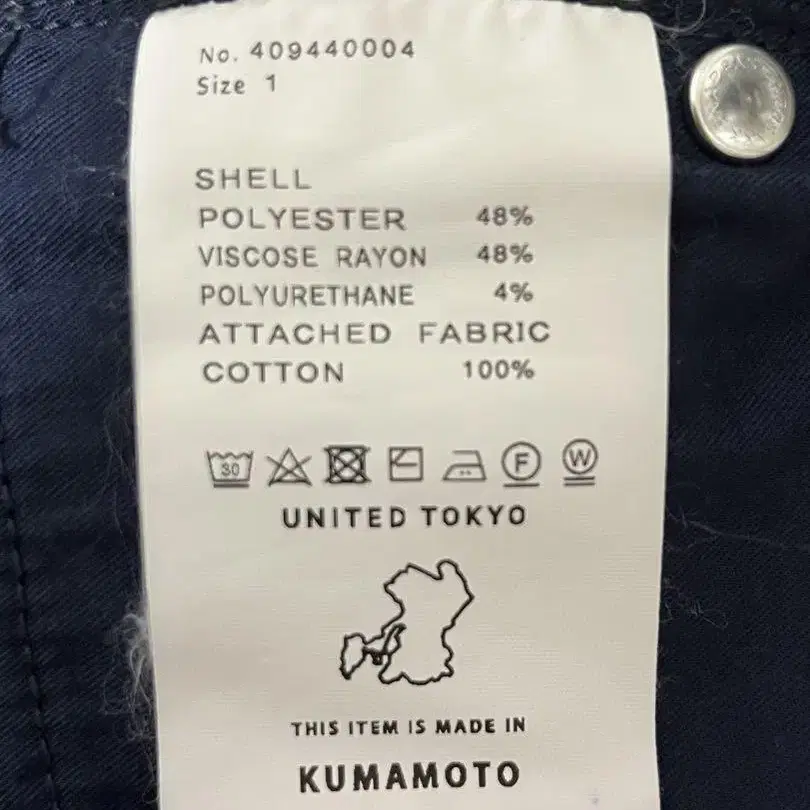 No. 409440004
Size 1
SHELL
POLYESTER 48%
VISCOSE RAYON 48%
POLYURETHANE 4%
ATTACHED FABRIC
COTTON 100%
30 F W
UNITED TOKYO
THIS ITEM IS MADE IN
KUMAMOTO